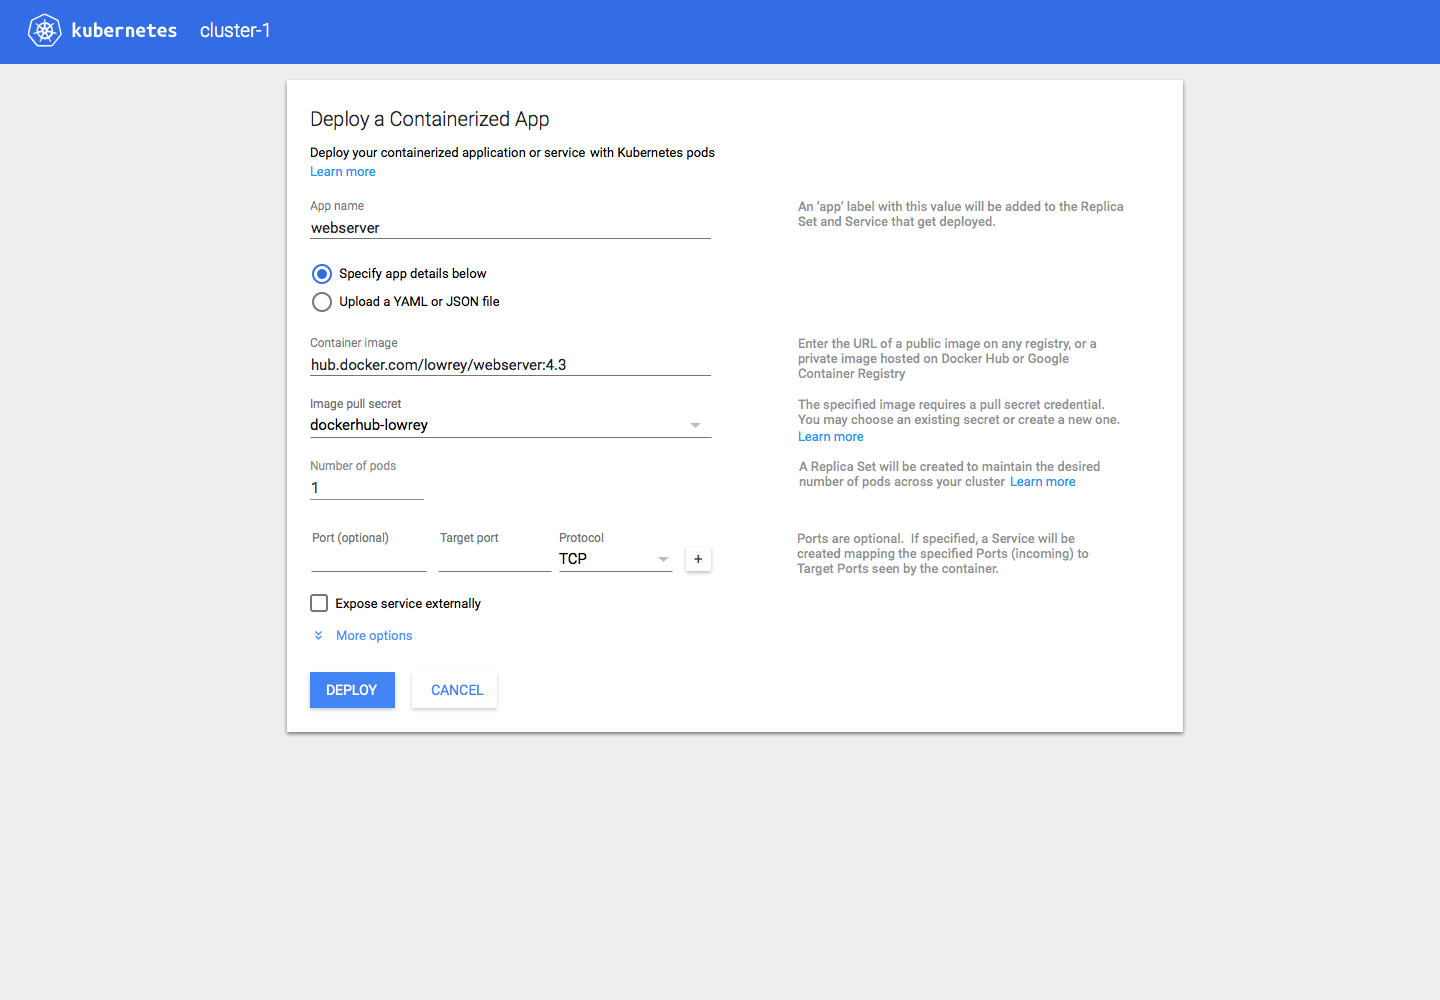 kubernetes cluster-1
Deploy a Containerized App
Deploy your containerized application or service with Kubernetes pods
Learn more
App name
webserver
An ‘app’ label with this value will be added to the Replica
Set and Service that get deployed.
Specify app details below
Upload a YAML or JSON file
Container image
hub.docker.com/lowrey/webserver:4.3
Enter the URL of a public image on any registry, or a
private image hosted on Docker Hub or Google
Container Registry
Image pull secret
dockerhub-lowrey
The specified image requires a pull secret credential.
You may choose an existing secret or create a new one.
Learn more
Number of pods
1
A Replica Set will be created to maintain the desired
number of pods across your cluster Learn more
Port (optional) Target port Protocol
TCP +
Ports are optional. If specified, a Service will be
created mapping the specified Ports (incoming) to
Target Ports seen by the container.
Expose service externally
More options
DEPLOY CANCEL